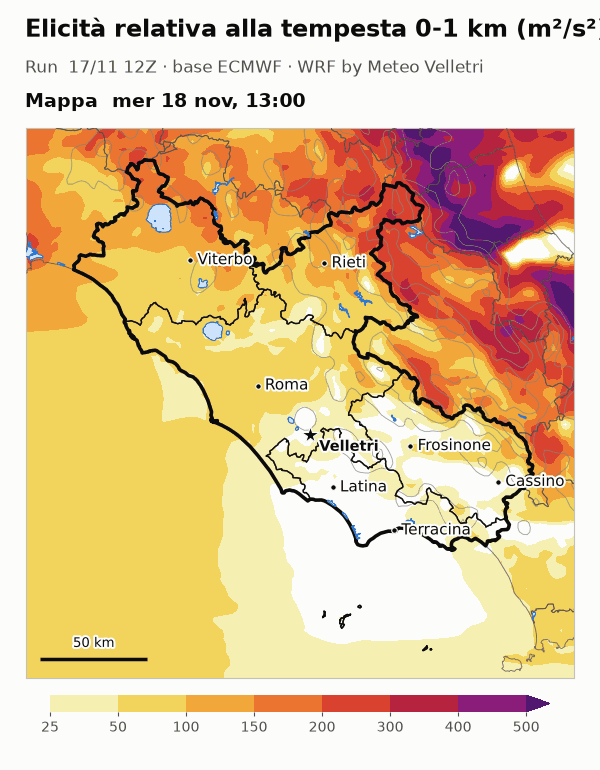 Elicità relativa alla tempesta 0-1 km (m²/s²)
Run  17/11 12Z · base ECMWF · WRF by Meteo Velletri
Mappa  mer 18 nov, 13:00
Viterbo
Rieti
Roma
Velletri
Frosinone
Cassino
Latina
Terracina
50 km
25 50 100 150 200 300 400 500